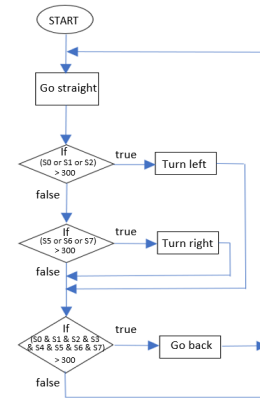 START
Go straight
If
(S0 or S1 or S2)
> 300
true
Turn left
false
If
(S5 or S6 or S7)
> 300
true
Turn right
false
If
(S0 & S1 & S2 & S3
& S4 & S5 & S6 & S7)
> 300
true
Go back
false